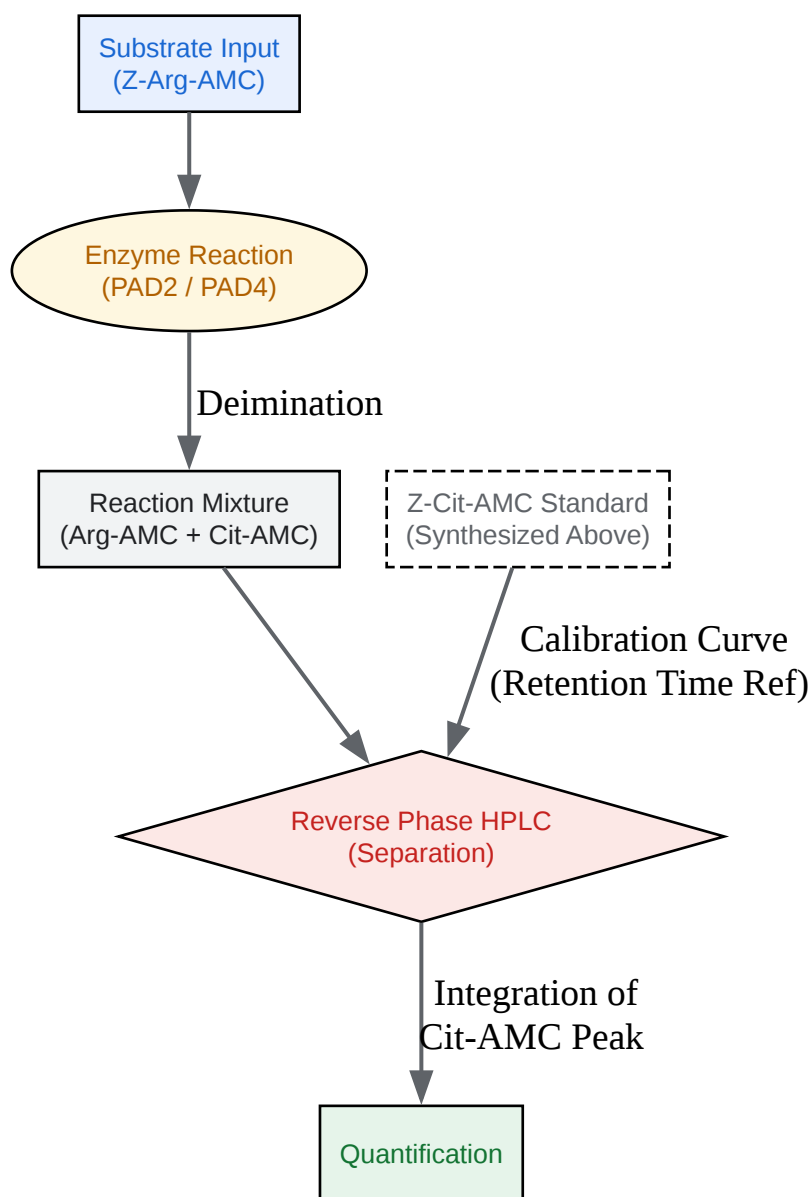 Substrate Input
(Z-Arg-AMC)
Enzyme Reaction
(PAD2 / PAD4)
Deimination
Reaction Mixture
(Arg-AMC + Cit-AMC)
Z-Cit-AMC Standard
(Synthesized Above)
Calibration Curve
(Retention Time Ref)
Reverse Phase HPLC
(Separation)
Integration of
Cit-AMC Peak
Quantification